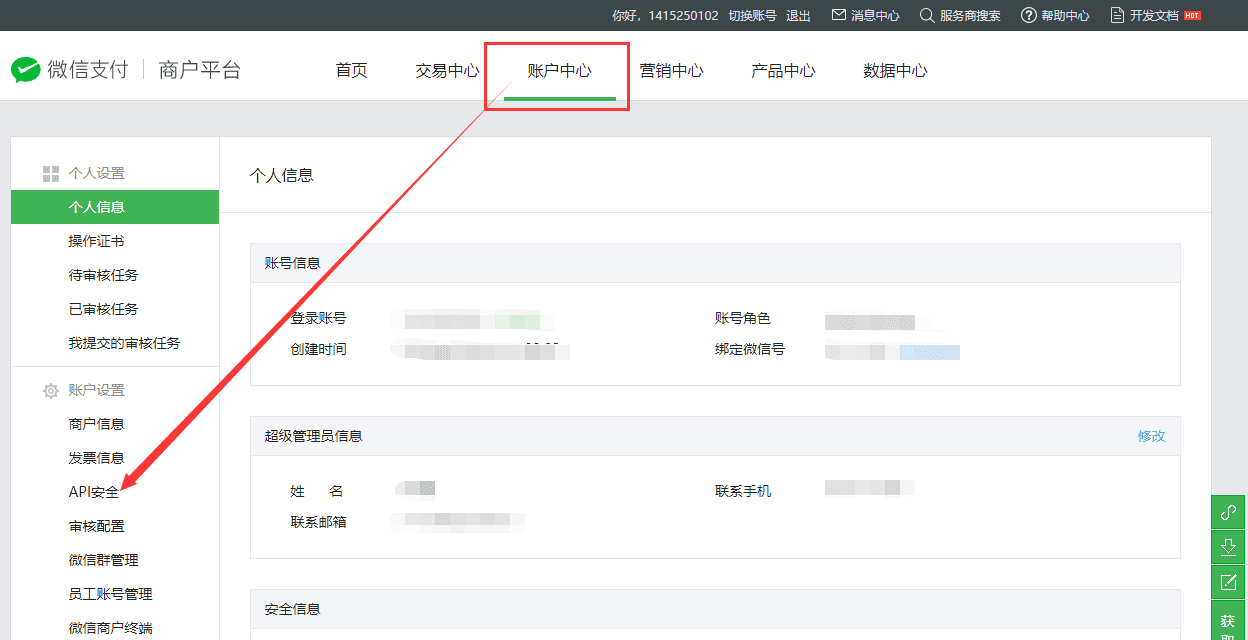 你好，1415250102 切换账号 退出 消息中心 服务商搜索 帮助中心 开发文档 HOT
微信支付 商户平台 首页 交易中心 账户中心 营销中心 产品中心 数据中心
个人设置
个人信息
操作证书
待审核任务
已审核任务
我提交的审核任务
账户设置
商户信息
发票信息
API安全
审核配置
微信群管理
员工账号管理
微信商户终端
个人信息
账号信息
登录账号 账号角色
创建时间 绑定微信号
超级管理员信息 修改
姓 名 联系手机
联系邮箱
安全信息
获